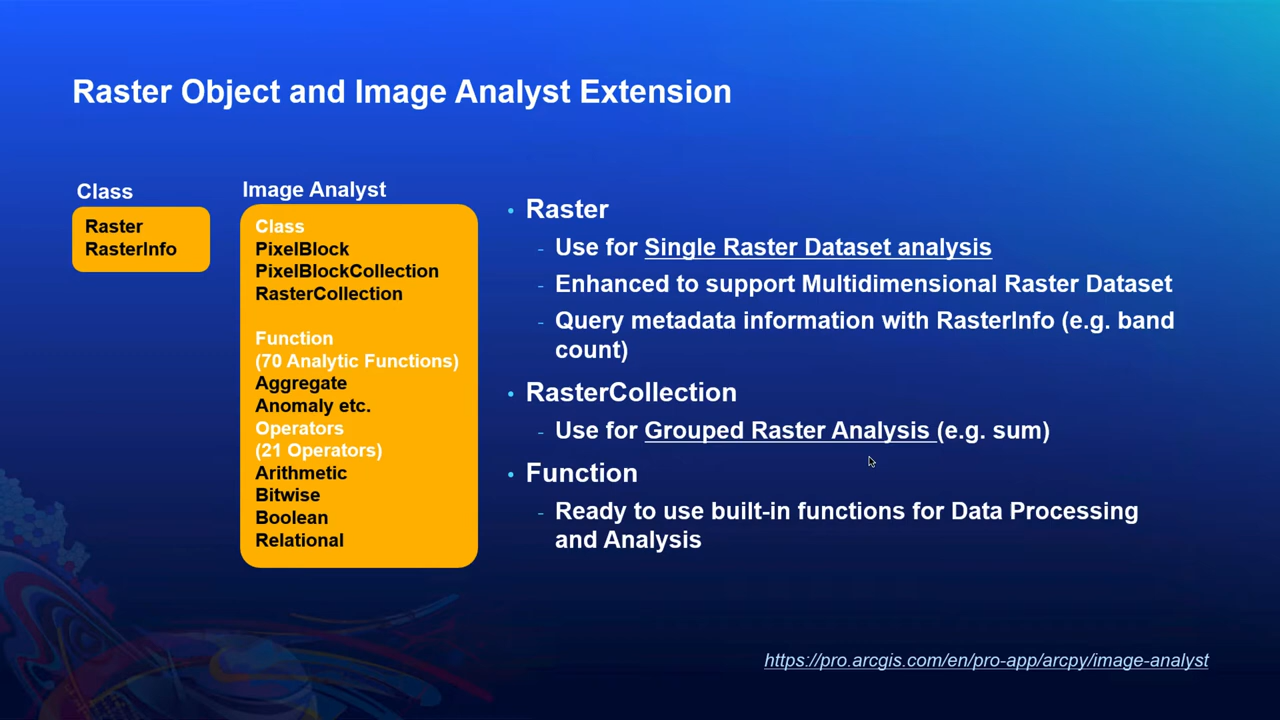 Raster Object and Image Analyst Extension
Class
Raster
RasterInfo
Image Analyst
Class
PixelBlock
PixelBlockCollection
RasterCollection
Function
(70 Analytic Functions)
Aggregate
Anomaly etc.
Operators
(21 Operators)
Arithmetic
Bitwise
Boolean
Relational
• Raster
- Use for Single Raster Dataset analysis
- Enhanced to support Multidimensional Raster Dataset
- Query metadata information with RasterInfo (e.g. band
count)
• RasterCollection
- Use for Grouped Raster Analysis (e.g. sum)
• Function
- Ready to use built-in functions for Data Processing
and Analysis
https://pro.arcgis.com/en/pro-app/arcpy/image-analyst